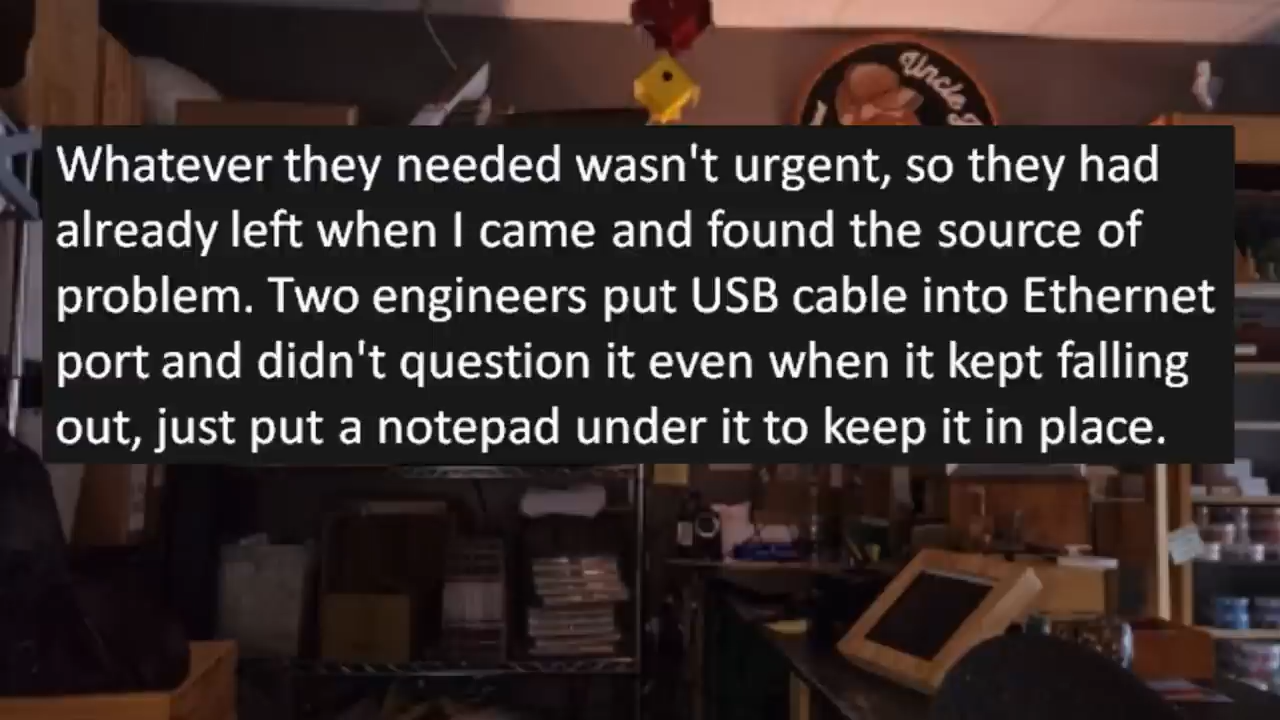 Uncle
Whatever they needed wasn't urgent, so they had
already left when I came and found the source of
problem. Two engineers put USB cable into Ethernet
port and didn't question it even when it kept falling
out, just put a notepad under it to keep it in place.